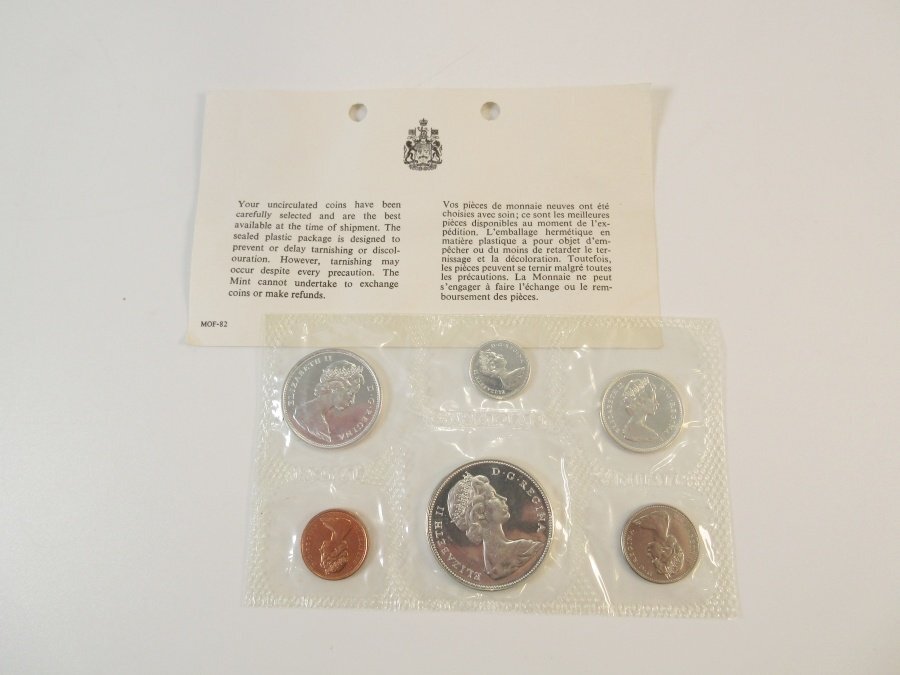 Your uncirculated coins have been
carefully selected and are the best
available at the time of shipment. The
sealed plastic package is designed to
prevent or delay tarnishing or discol-
ouration. However, tarnishing may
occur despite every precaution. The
Mint cannot undertake to exchange
coins or make refunds.
Vos pièces de monnaie neuves ont été
choisies avec soin; ce sont les meilleures
pièces disponibles au moment de l'ex-
pédition. L'emballage hermétique en
matière plastique a pour objet d'em-
pêcher ou du moins de retarder le ter-
nissage et la décoloration. Toutefois,
les pièces peuvent se ternir malgré toutes
les précautions. La Monnaie ne peut
s'engager à faire l'échange ou le rem-
boursement des pièces.
MOF-82
ELIZABETH II D·G·REGINA
ELIZABETH II D·G·REGINA